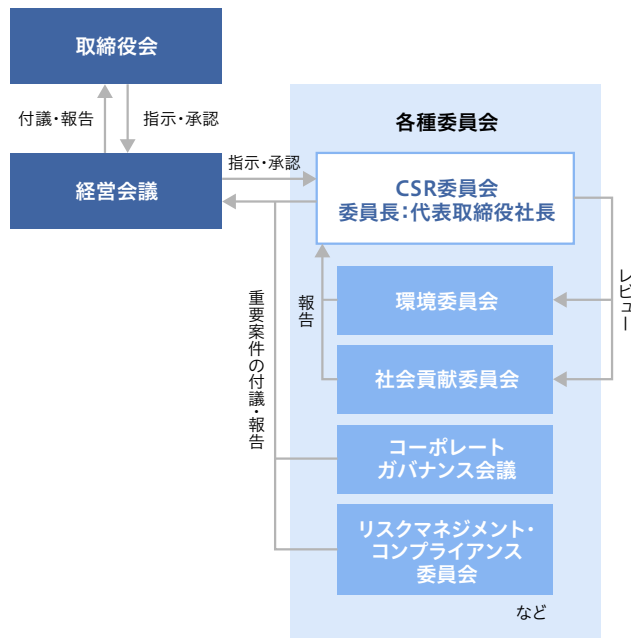 取締役会
付議・報告
指示・承認
各種委員会
経営会議
指示・承認
CSR委員会
委員長：代表取締役社長
レビュー
環境委員会
報告
重要案件の付議・報告
社会貢献委員会
コーポレート
ガバナンス会議
リスクマネジメント・
コンプライアンス
委員会
など